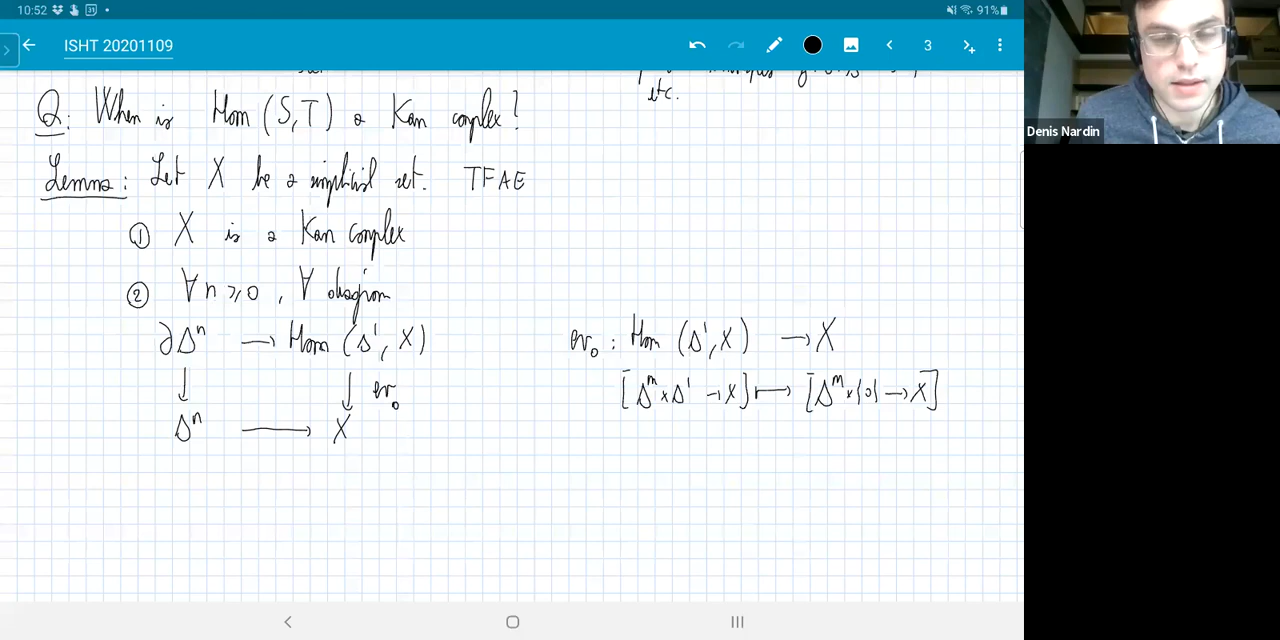 10:52 31 91%
ISHT 20201109 3
etc.
Q: When is Hom (S,T) a Kan complex?
Lemma: Let X be a simplicial set. TFAE
① X is a Kan complex
② ∀ n ⩾ 0, ∀ diagram
∂Δⁿ → Hom (Δ¹, X)
↓ ↓ ev₀
Δⁿ → X
ev₀ : Hom (Δ¹, X) → X
[Δᵐ × Δ¹ → X] ↦ [Δᵐ × {0} → X]
Denis Nardin